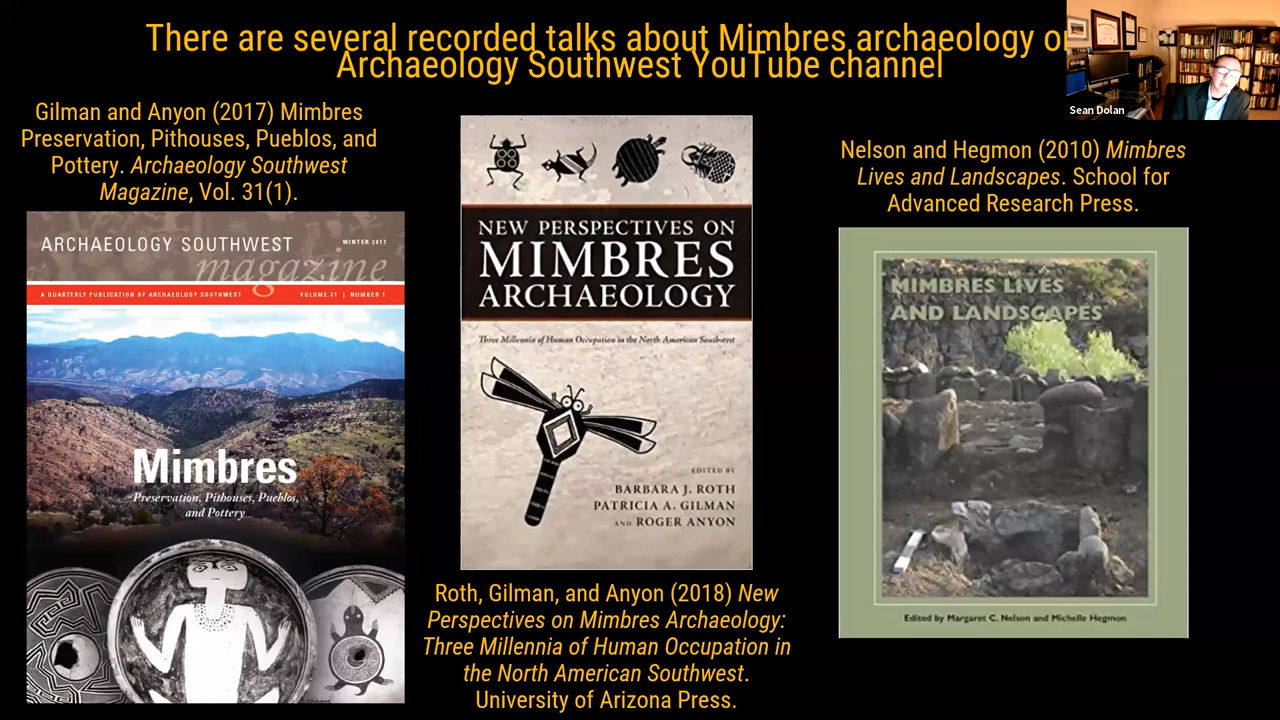 There are several recorded talks about Mimbres archaeology
Archaeology Southwest YouTube channel
Sean Dolan
Gilman and Anyon (2017) Mimbres
Preservation, Pithouses, Pueblos, and
Pottery. Archaeology Southwest
Magazine, Vol. 31(1).
ARCHAEOLOGY SOUTHWEST
WINTER 2017
magazine
A QUARTERLY PUBLICATION OF ARCHAEOLOGY SOUTHWEST
VOLUME 31 | NUMBER 1
Mimbres
Preservation, Pithouses, Pueblos,
and Pottery
NEW PERSPECTIVES ON
MIMBRES
ARCHAEOLOGY
Three Millennia of Human Occupation in the North American Southwest
EDITED BY
BARBARA J. ROTH
PATRICIA A. GILMAN
AND ROGER ANYON
Roth, Gilman, and Anyon (2018) New
Perspectives on Mimbres Archaeology:
Three Millennia of Human Occupation in
the North American Southwest.
University of Arizona Press.
Nelson and Hegmon (2010) Mimbres
Lives and Landscapes. School for
Advanced Research Press.
MIMBRES LIVES
AND LANDSCAPES
Edited by Margaret C. Nelson and Michelle Hegmon